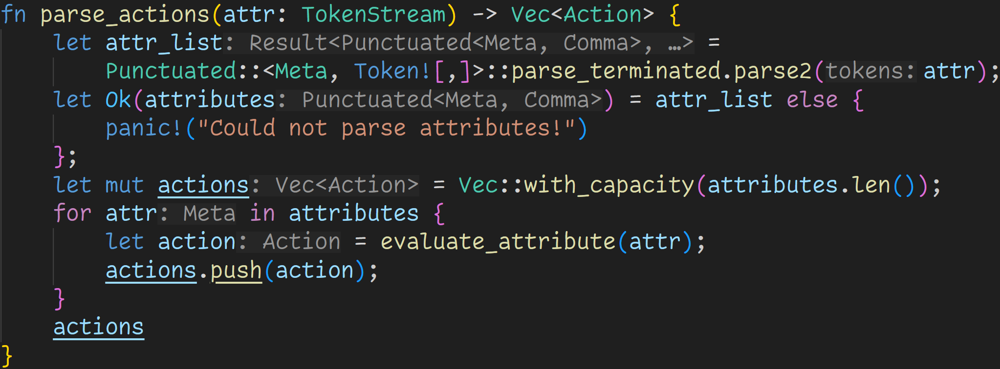 fn parse_actions(attr: TokenStream) -> Vec<Action> {
    let attr_list: Result<Punctuated<Meta, Comma>, …> =
        Punctuated::<Meta, Token![,]>::parse_terminated.parse2(tokens: attr);
    let Ok(attributes: Punctuated<Meta, Comma>) = attr_list else {
        panic!("Could not parse attributes!")
    };
    let mut actions: Vec<Action> = Vec::with_capacity(attributes.len());
    for attr: Meta in attributes {
        let action: Action = evaluate_attribute(attr);
        actions.push(action);
    }
    actions
}